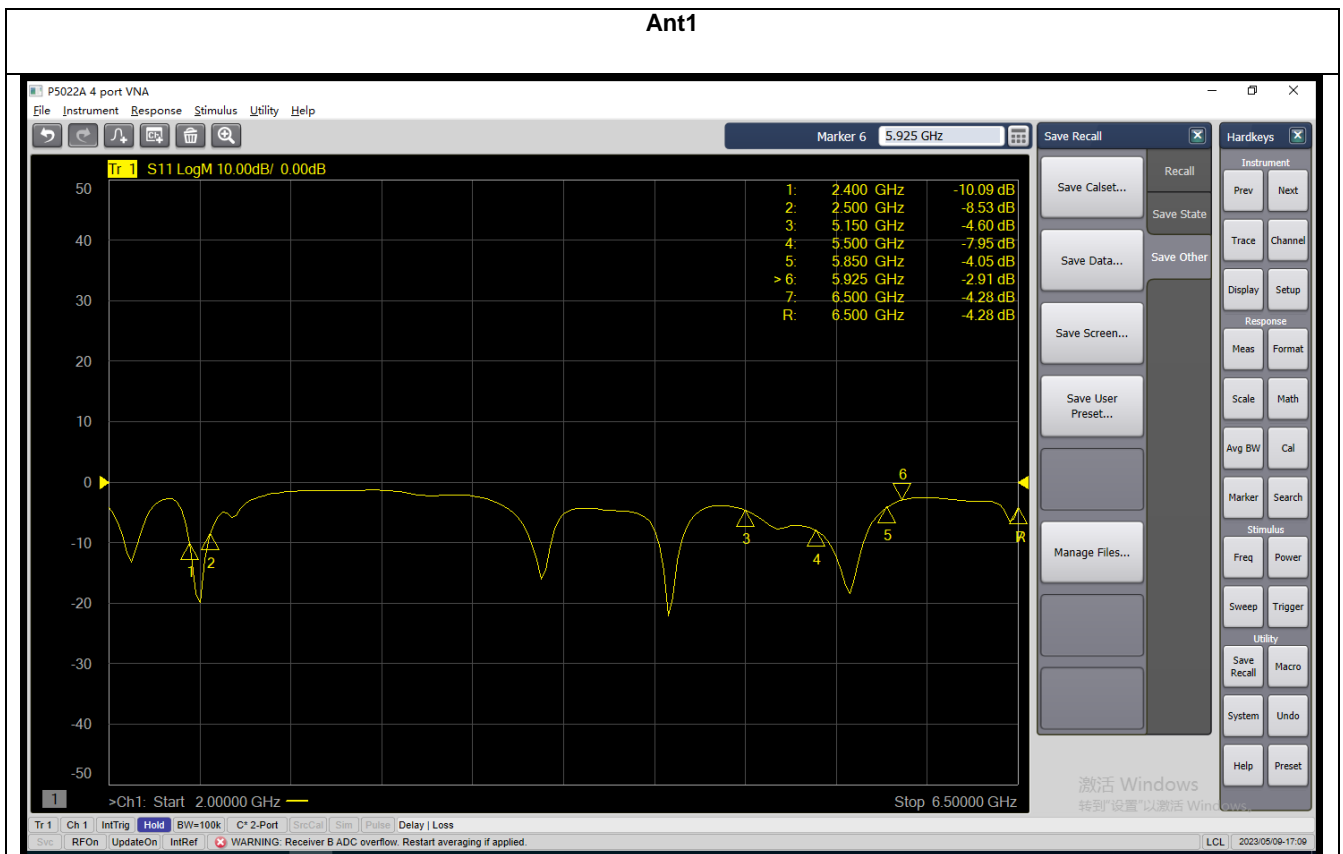 Ant1
P5022A 4 port VNA
File Instrument Response Stimulus Utility Help
Marker 6 5.925 GHz
Tr 1 S11 LogM 10.00dB/ 0.00dB
1: 2.400 GHz -10.09 dB
2: 2.500 GHz -8.53 dB
3: 5.150 GHz -4.60 dB
4: 5.500 GHz -7.95 dB
5: 5.850 GHz -4.05 dB
> 6: 5.925 GHz -2.91 dB
7: 6.500 GHz -4.28 dB
R: 6.500 GHz -4.28 dB
50
40
30
20
10
0
-10
-20
-30
-40
-50
1
2
3
4
5
6
R
1
>Ch1: Start 2.00000 GHz
Stop 6.50000 GHz
Save Recall
Save Calset...
Save Data...
Save Screen...
Save User
Preset...
Manage Files...
Recall
Save State
Save Other
Hardkeys
Instrument
Prev Next
Trace Channel
Display Setup
Response
Meas Format
Scale Math
Avg BW Cal
Marker Search
Stimulus
Freq Power
Sweep Trigger
Utility
Save
Recall Macro
System Undo
Help Preset
激活 Windows
转到"设置"以激活 Windows。
Tr 1 Ch 1 IntTrig Hold BW=100k C* 2-Port SrcCal Sim Pulse Delay | Loss
Svc RFOn UpdateOn IntRef WARNING: Receiver B ADC overflow. Restart averaging if applied. LCL 2023/05/09-17:09